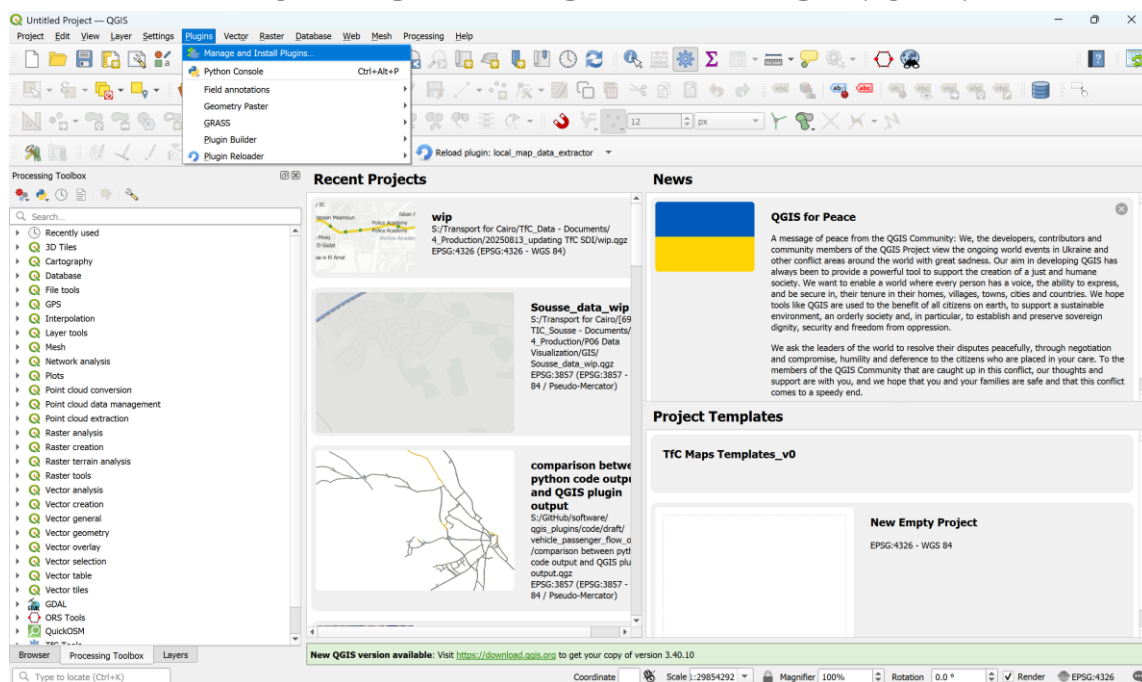 Untitled Project — QGIS
Project Edit View Layer Settings Plugins Vector Raster Database Web Mesh Processing Help
Manage and Install Plugins...
Python Console Ctrl+Alt+P
Field annotations
Geometry Paster
GRASS
Plugin Builder
Plugin Reloader
12 px
Reload plugin: local_map_data_extractor
Processing Toolbox
Search...
Recently used
3D Tiles
Cartography
Database
File tools
GPS
Interpolation
Layer tools
Mesh
Network analysis
Plots
Point cloud conversion
Point cloud data management
Point cloud extraction
Raster analysis
Raster creation
Raster terrain analysis
Raster tools
Vector analysis
Vector creation
Vector general
Vector geometry
Vector overlay
Vector selection
Vector table
Vector tiles
GDAL
ORS Tools
QuickOSM
Browser Processing Toolbox Layers
Recent Projects
wip
S:/Transport for Cairo/TfC_Data - Documents/
4_Production/20250813_updating TfC SDI/wip.qgz
EPSG:4326 (EPSG:4326 - WGS 84)
Sousse_data_wip
S:/Transport for Cairo/[69
TIC_Sousse - Documents/
4_Production/P06 Data
Visualization/GIS/
Sousse_data_wip.qgz
EPSG:3857 (EPSG:3857 -
84 / Pseudo-Mercator)
comparison betwe
python code outpu
and QGIS plugin
output
S:/GitHub/software/
qgis_plugins/code/draft/
vehicle_passenger_flow_o
/comparison between pyth
code output and QGIS plu
output.qgz
EPSG:3857 (EPSG:3857 -
84 / Pseudo-Mercator)
News
QGIS for Peace
A message of peace from the QGIS Community: We, the developers, contributors and
community members of the QGIS Project view the ongoing world events in Ukraine and
other conflict areas around the world with great sadness. Our aim in developing QGIS has
always been to provide a powerful tool to support the creation of a just and humane
society. We want to enable a world where every person has a voice, the ability to express,
and be secure in, their tenure in their homes, villages, towns, cities and countries. We hope
tools like QGIS are used to the benefit of all citizens on earth, to support a sustainable
environment, an orderly society and, in particular, to establish and preserve sovereign
dignity, security and freedom from oppression.
We ask the leaders of the world to resolve their disputes peacefully, through negotiation
and compromise, humility and deference to the citizens who are placed in your care. To the
members of the QGIS Community that are caught up in this conflict, our thoughts and
support are with you, and we hope that you and your families are safe and that this conflict
comes to a speedy end.
Project Templates
TfC Maps Templates_v0
New Empty Project
EPSG:4326 - WGS 84
New QGIS version available: Visit https://download.qgis.org to get your copy of version 3.40.10
Type to locate (Ctrl+K) Coordinate Scale 1:29854292 Magnifier 100% Rotation 0.0 ° Render EPSG:4326